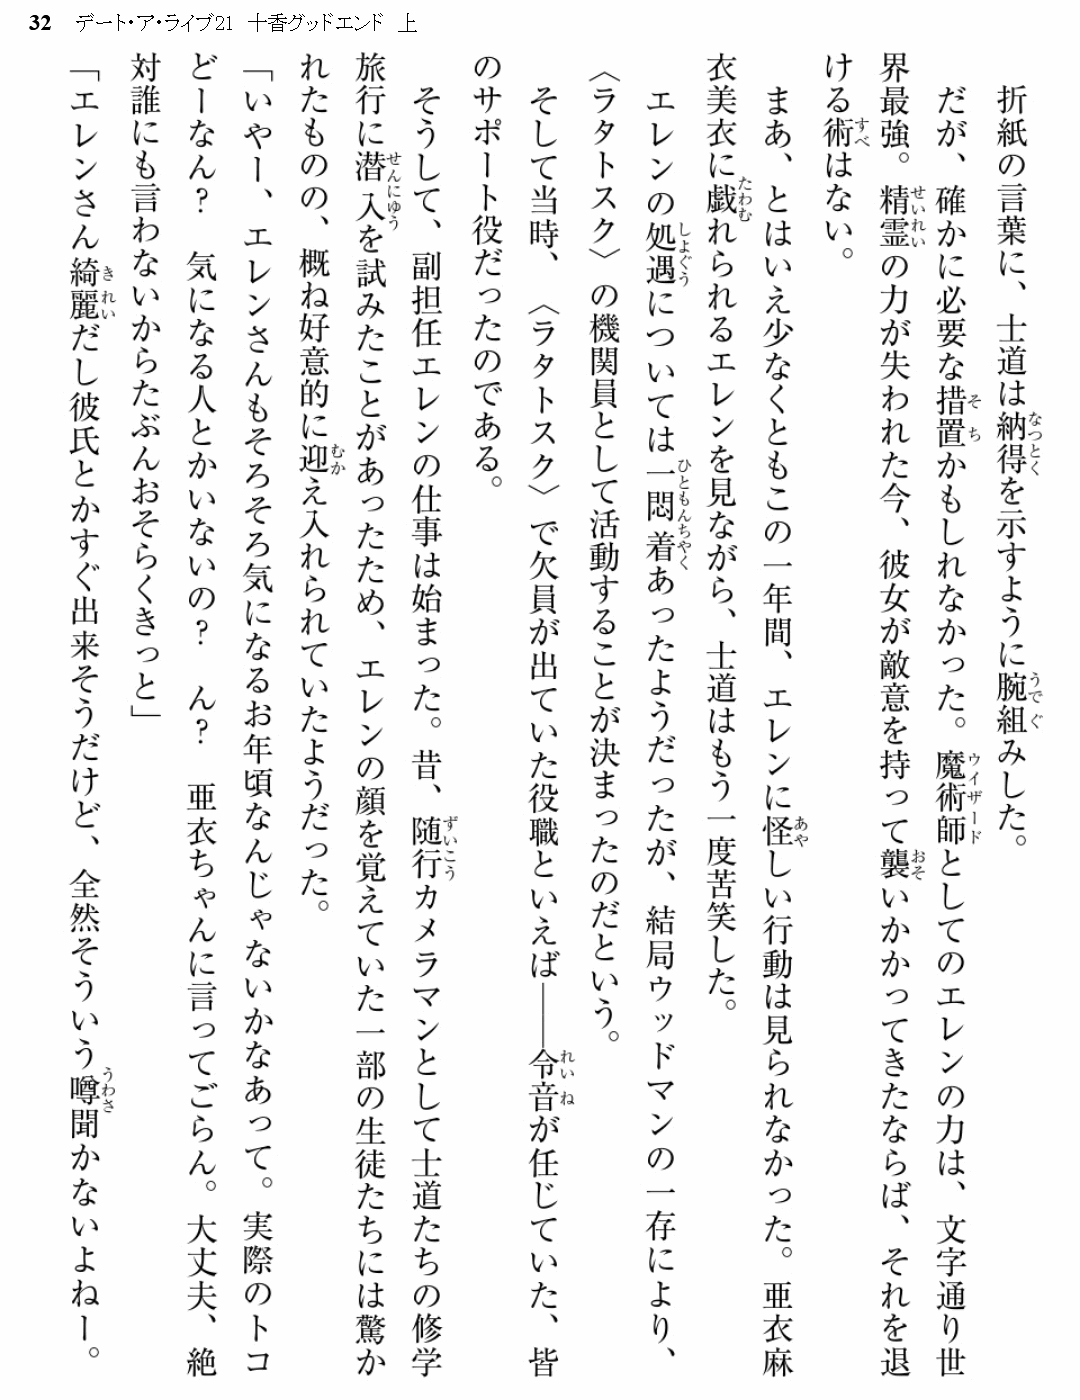 32　デート・ア・ライブ21　十香グッドエンド　上
　折紙の言葉に、士道は納得を示すように腕組みした。
　だが、確かに必要な措置かもしれなかった。魔術師としてのエレンの力は、文字通り世
界最強。精霊の力が失われた今、彼女が敵意を持って襲いかかってきたならば、それを退
ける術はない。
　まあ、とはいえ少なくともこの一年間、エレンに怪しい行動は見られなかった。亜衣麻
衣美衣に戯れられるエレンを見ながら、士道はもう一度苦笑した。
　エレンの処遇については一悶着あったようだったが、結局ウッドマンの一存により、
〈ラタトスク〉の機関員として活動することが決まったのだという。
　そして当時、〈ラタトスク〉で欠員が出ていた役職といえば――令音が任じていた、皆
のサポート役だったのである。
　そうして、副担任エレンの仕事は始まった。昔、随行カメラマンとして士道たちの修学
旅行に潜入を試みたことがあったため、エレンの顔を覚えていた一部の生徒たちには驚か
れたものの、概ね好意的に迎え入れられていたようだった。
「いやー、エレンさんもそろそろ気になるお年頃なんじゃないかなあって。実際のトコ
どーなん？　気になる人とかいないの？　ん？　亜衣ちゃんに言ってごらん。大丈夫、絶
対誰にも言わないからたぶんおそらくきっと」
「エレンさん綺麗だし彼氏とかすぐ出来そうだけど、全然そういう噂聞かないよねー。